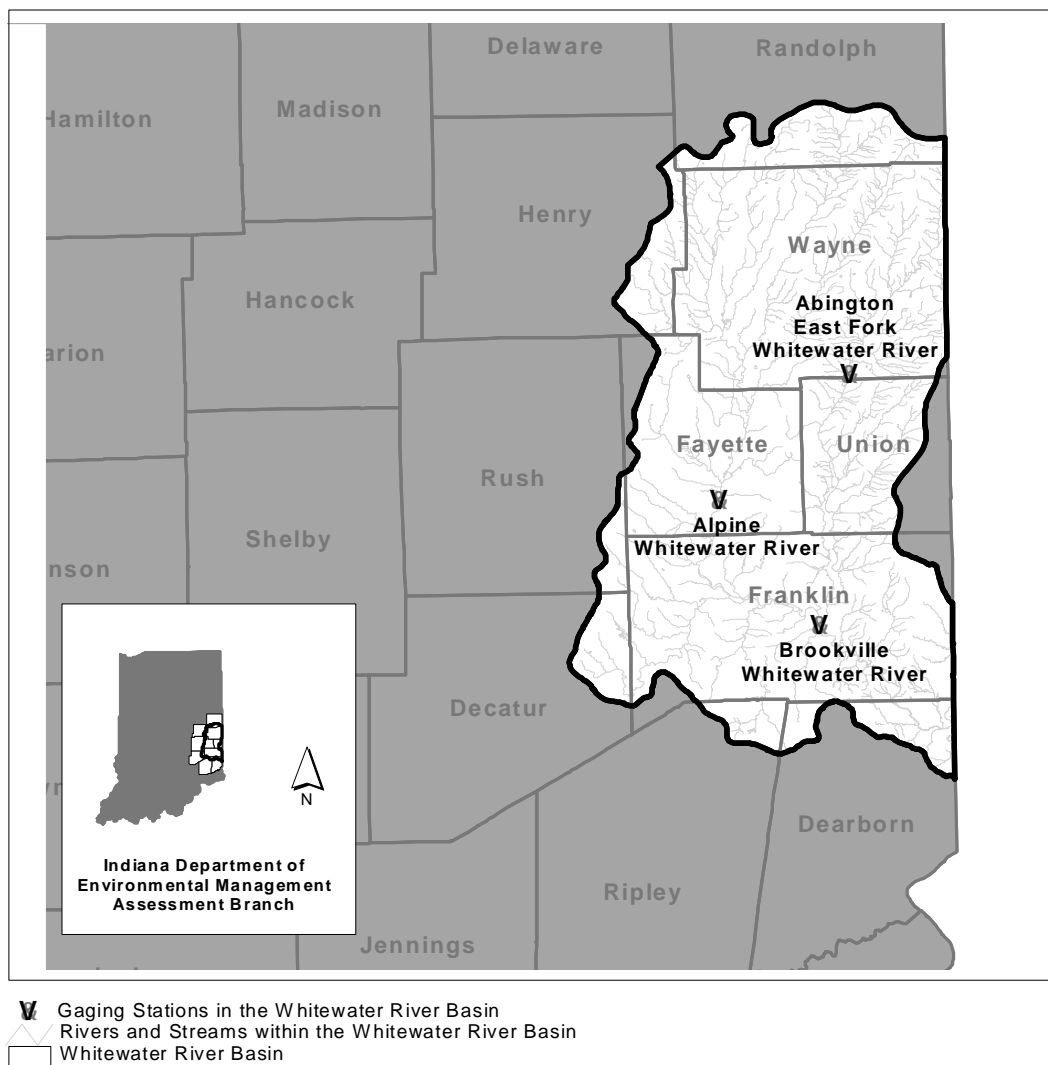 Delaware
Randolph
Hamilton
Madison
Henry
Wayne
Hancock
Abington
East Fork
Whitewater River
arion
Fayette
Union
Rush
Alpine
Whitewater River
Shelby
nson
Franklin
Brookville
Whitewater River
Decatur
N
Dearborn
Indiana Department of
Environmental Management
Assessment Branch
Ripley
Jennings
Gaging Stations in the Whitewater River Basin
Rivers and Streams within the Whitewater River Basin
Whitewater River Basin